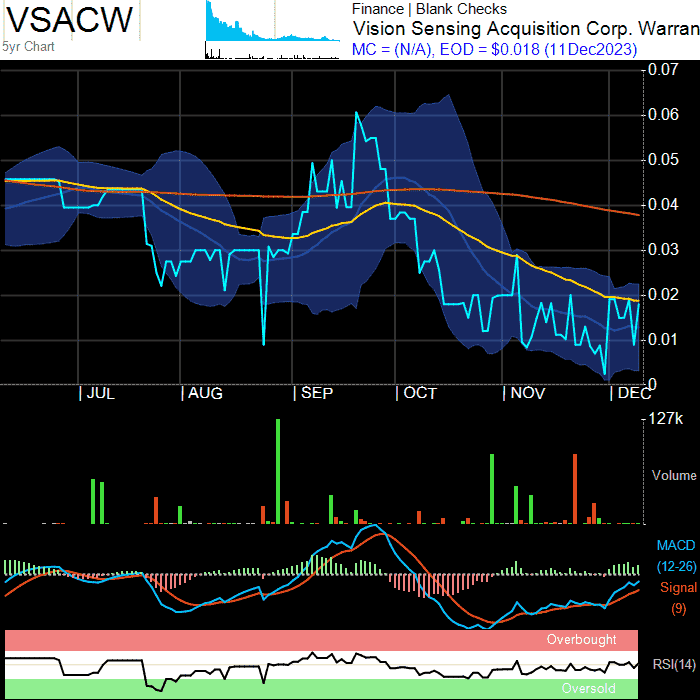 VSACW
5yr Chart
Finance | Blank Checks
Vision Sensing Acquisition Corp. Warran
MC = (N/A), EOD = $0.018 (11Dec2023)
0.07
0.06
0.05
0.04
0.03
0.02
0.01
0
| JUL | AUG | SEP | OCT | NOV | DEC
127k
Volume
MACD
(12-26)
Signal
(9)
Overbought
RSI(14)
Oversold